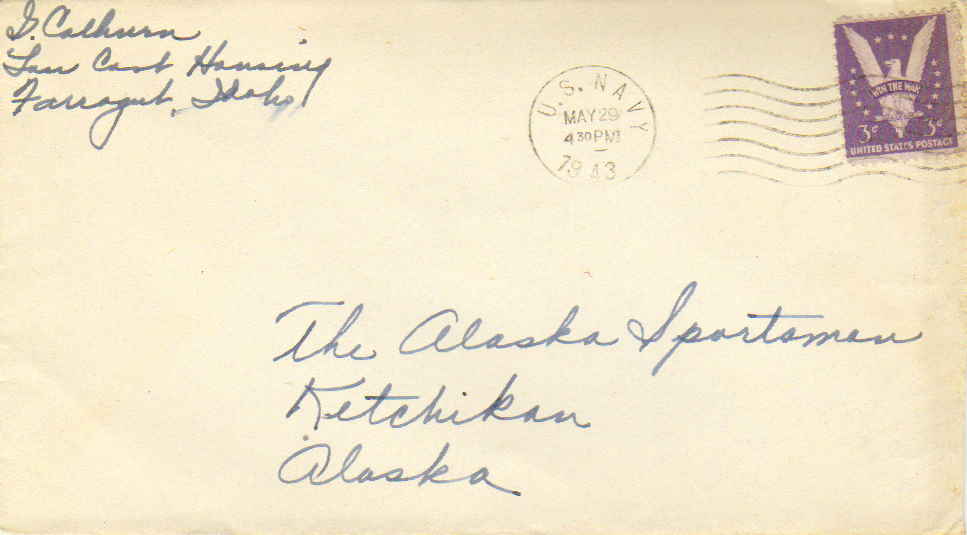 G. Calhurn
Low Cost Housing
Farragut, Idaho
U.S. NAVY
MAY 29
4 30 PM
1943
WIN THE WAR
3¢ 3¢
UNITED STATES POSTAGE
The Alaska Sportsman
Ketchikan
Alaska